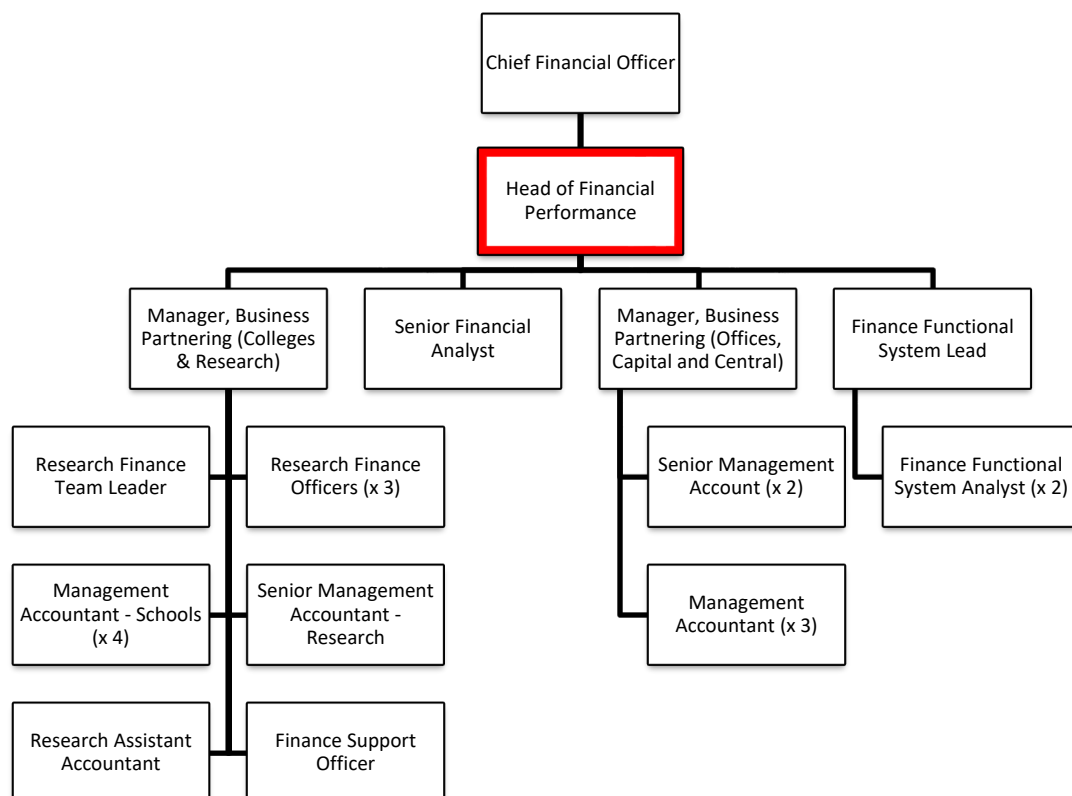 Chief Financial Officer
Head of Financial
Performance
Manager, Business
Partnering (Colleges
& Research)
Senior Financial
Analyst
Manager, Business
Partnering (Offices,
Capital and Central)
Finance Functional
System Lead
Research Finance
Team Leader
Research Finance
Officers (x 3)
Senior Management
Account (x 2)
Finance Functional
System Analyst (x 2)
Management
Accountant - Schools
(x 4)
Senior Management
Accountant -
Research
Management
Accountant (x 3)
Research Assistant
Accountant
Finance Support
Officer